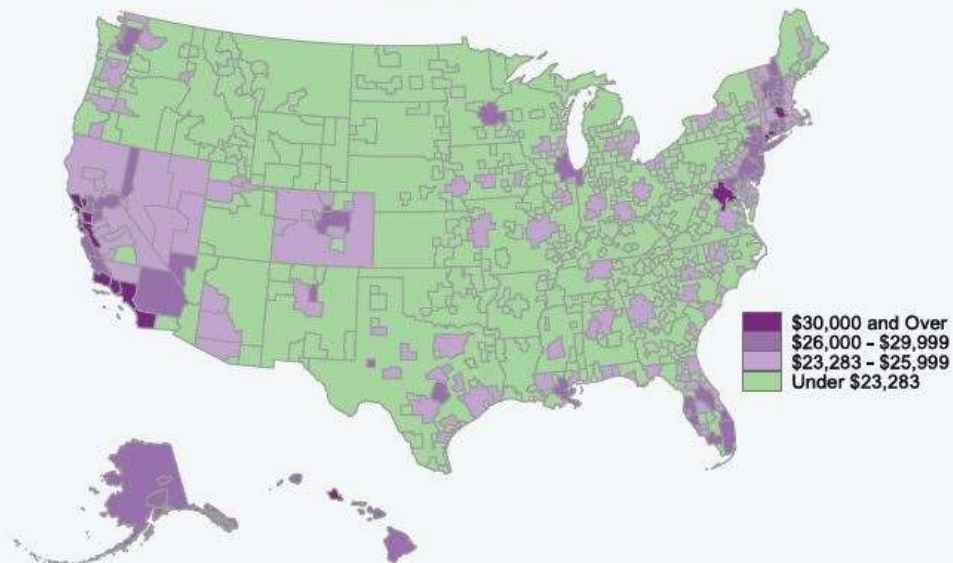 $30,000 and Over
$26,000 - $29,999
$23,283 - $25,999
Under $23,283